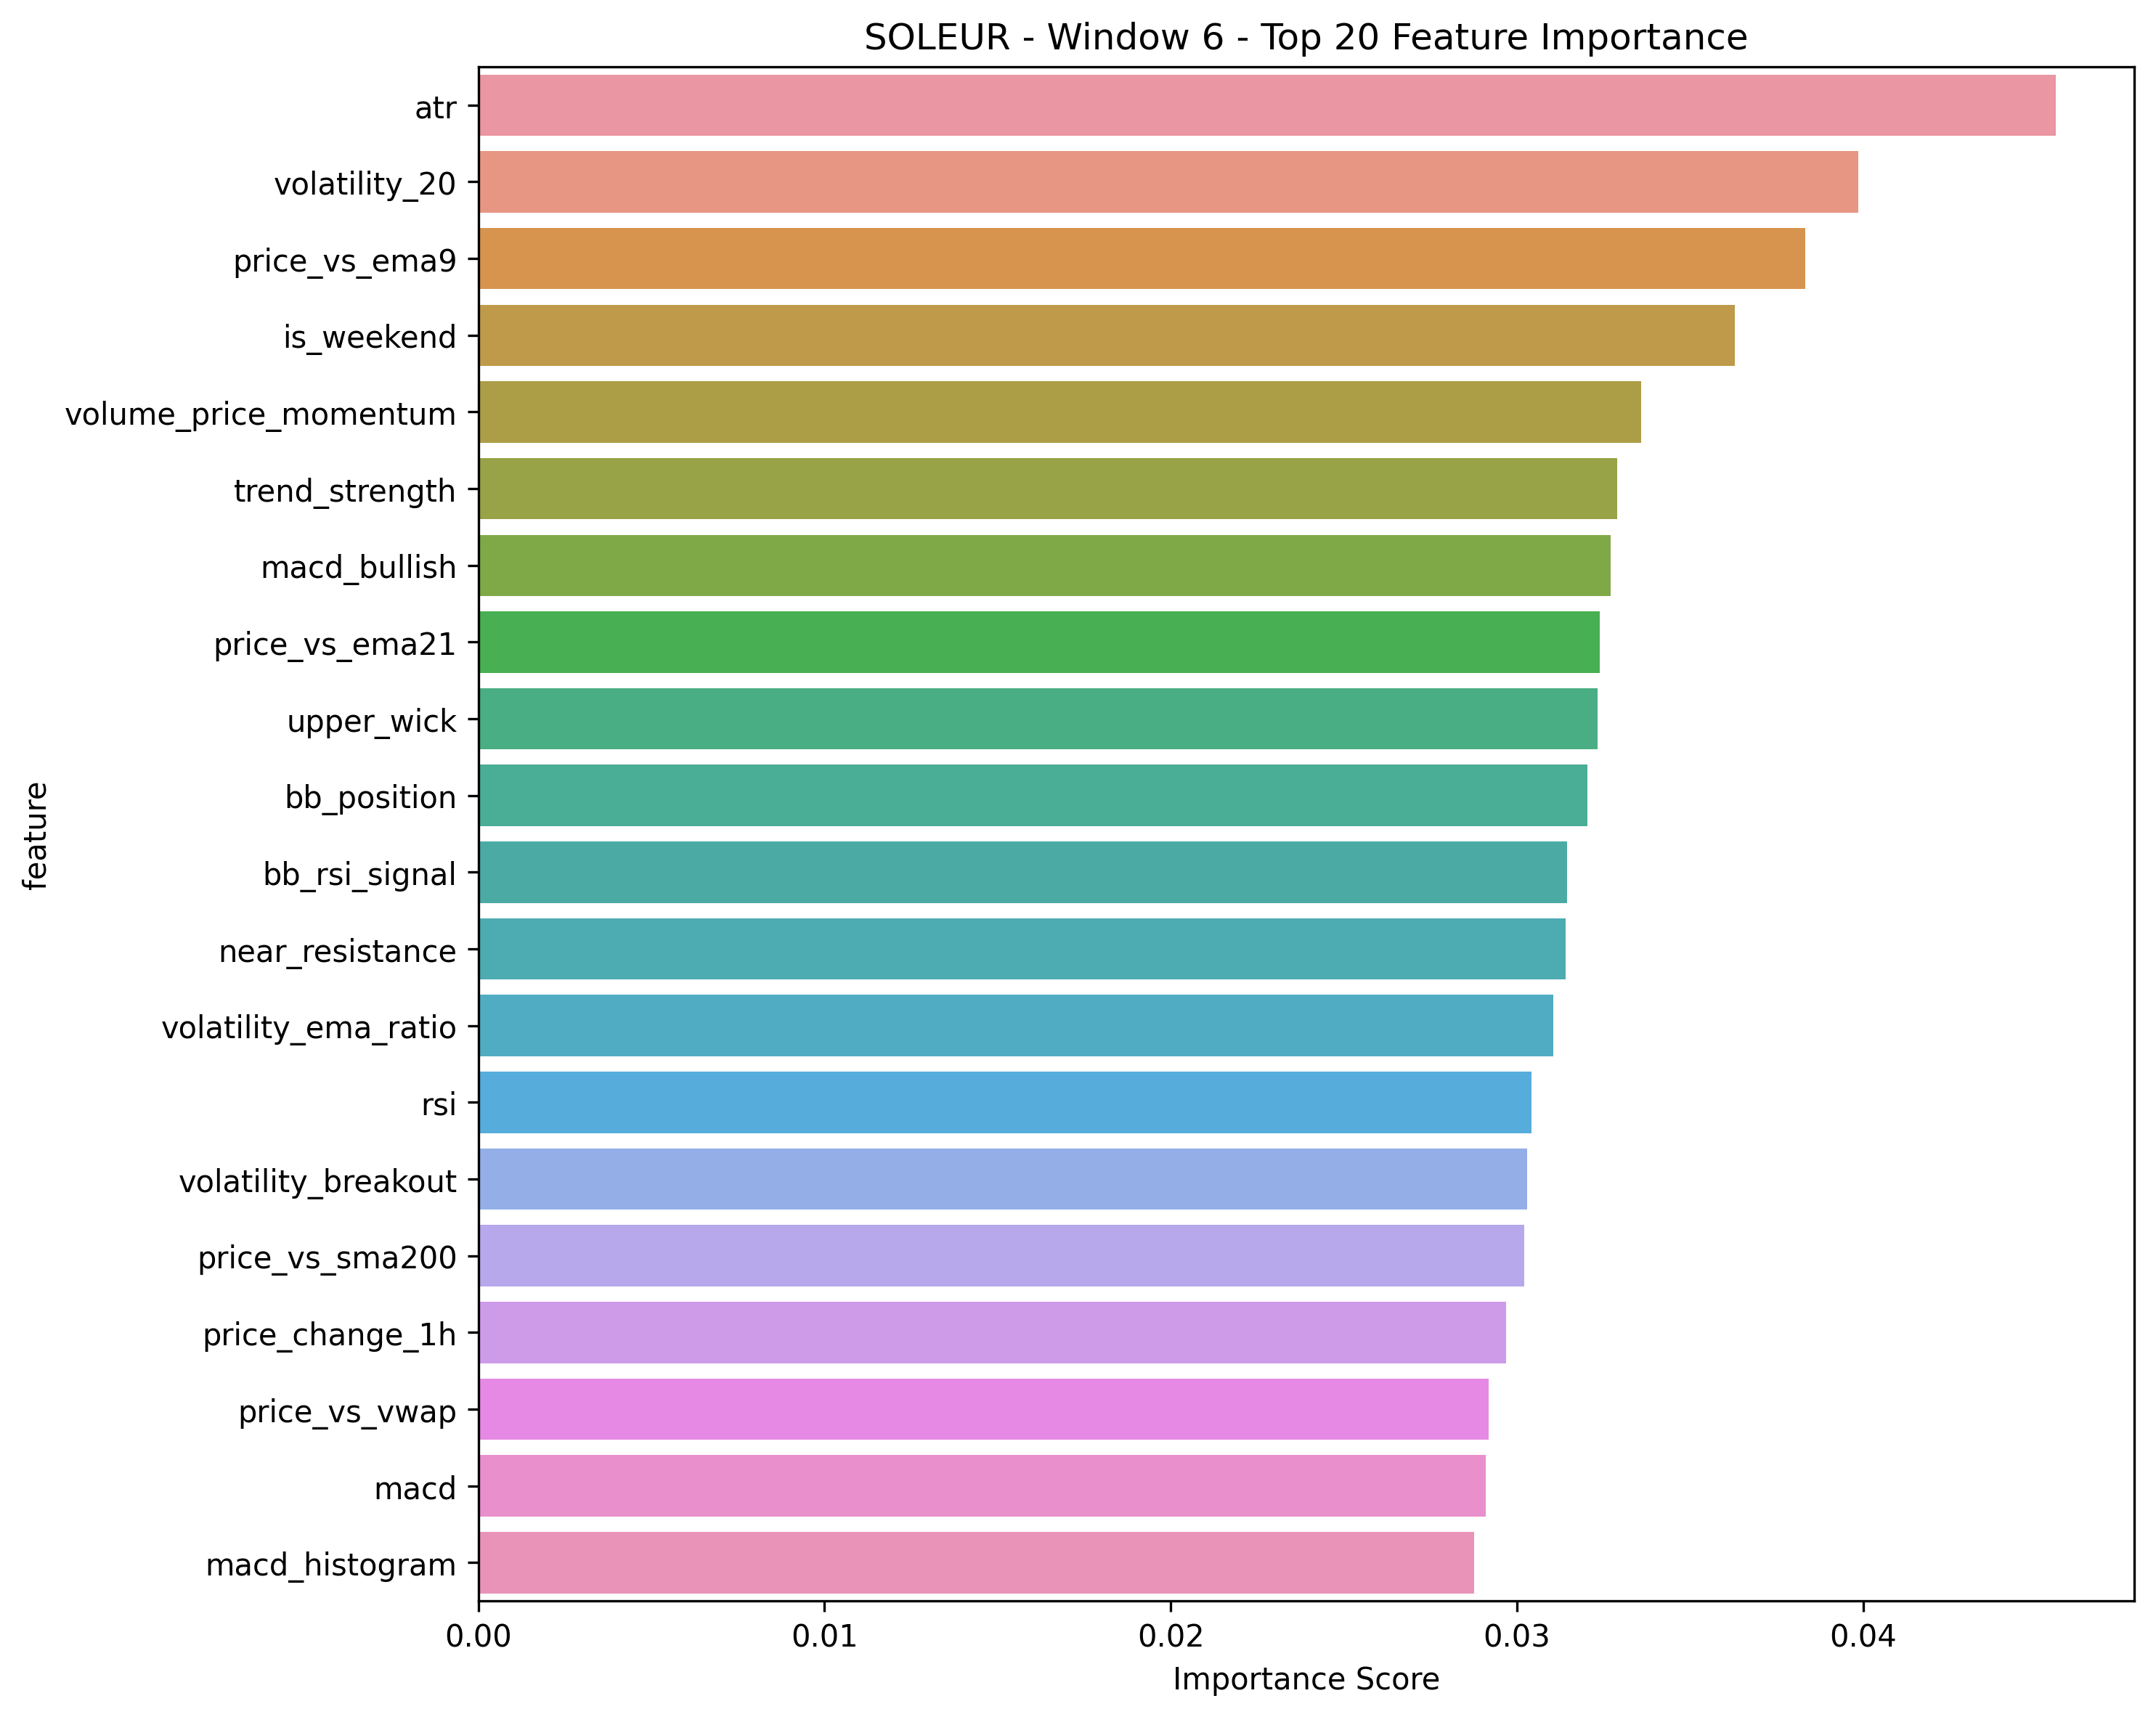 SOLEUR - Window 6 - Top 20 Feature Importance
feature
atr
volatility_20
price_vs_ema9
is_weekend
volume_price_momentum
trend_strength
macd_bullish
price_vs_ema21
upper_wick
bb_position
bb_rsi_signal
near_resistance
volatility_ema_ratio
rsi
volatility_breakout
price_vs_sma200
price_change_1h
price_vs_vwap
macd
macd_histogram
0.00 0.01 0.02 0.03 0.04
Importance Score